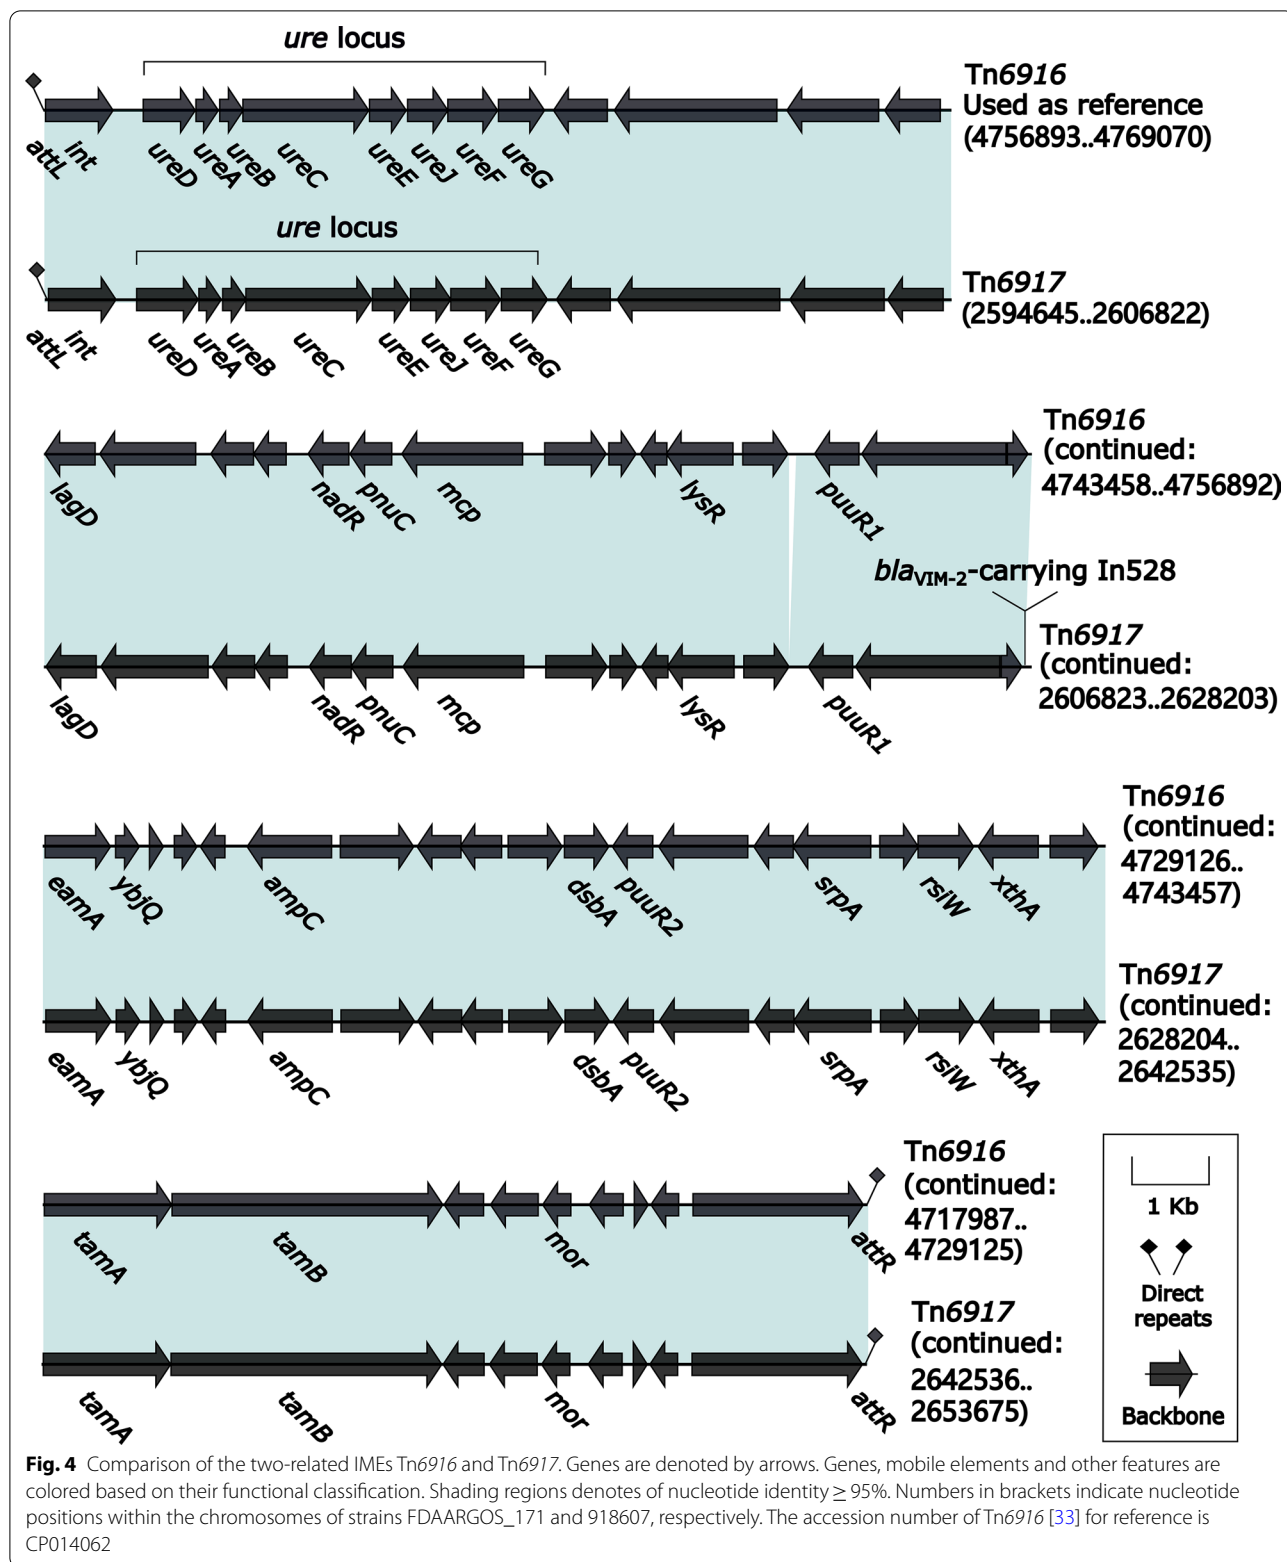 ure locus
Tn6916
Used as reference
(4756893..4769070)
attL int ureD ureA ureB ureC ureE ureJ ureF ureG
ure locus
Tn6917
(2594645..2606822)
attL int ureD ureA ureB ureC ureE ureJ ureF ureG
Tn6916
(continued:
4743458..4756892)
lagD nadR pnuC mcp lysR puuR1
blaVIM-2-carrying In528
Tn6917
(continued:
2606823..2628203)
lagD nadR pnuC mcp lysR puuR1
Tn6916
(continued:
4729126..
4743457)
eamA ybjQ ampC dsbA puuR2 srpA rsiW xthA
Tn6917
(continued:
2628204..
2642535)
eamA ybjQ ampC dsbA puuR2 srpA rsiW xthA
Tn6916
(continued:
4717987..
4729125)
tamA tamB mor attR
Tn6917
(continued:
2642536..
2653675)
tamA tamB mor attR
1 Kb
Direct
repeats
Backbone
Fig. 4 Comparison of the two-related IMEs Tn6916 and Tn6917. Genes are denoted by arrows. Genes, mobile elements and other features are
colored based on their functional classification. Shading regions denotes of nucleotide identity ≥ 95%. Numbers in brackets indicate nucleotide
positions within the chromosomes of strains FDAARGOS_171 and 918607, respectively. The accession number of Tn6916 [33] for reference is
CP014062